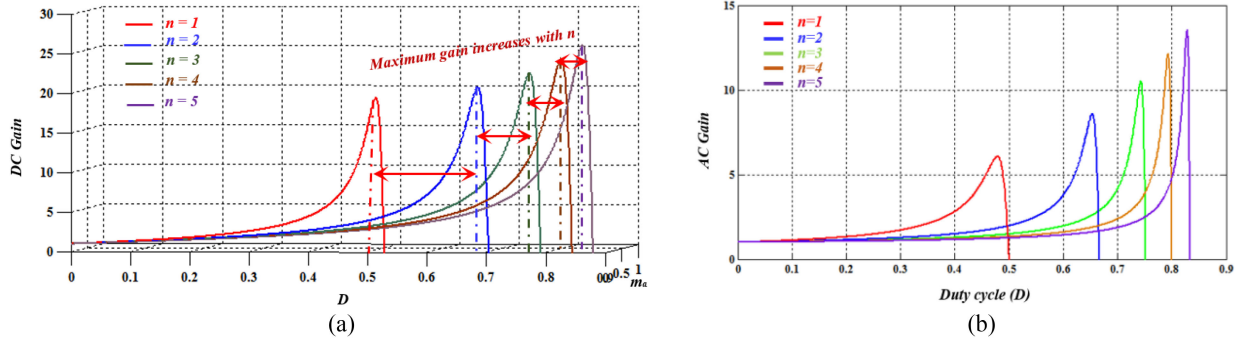 30
25
20
15
10
5
0
DC Gain
n = 1
n = 2
n = 3
n = 4
n = 5
Maximum gain increases with n
0 0.1 0.2 0.3 0.4 0.5 0.6 0.7 0.8 0.9 0 0.5 1
D
mₐ
(a)
15
10
5
0
AC Gain
n=1
n=2
n=3
n=4
n=5
0 0.1 0.2 0.3 0.4 0.5 0.6 0.7 0.8 0.9
Duty cycle (D)
(b)